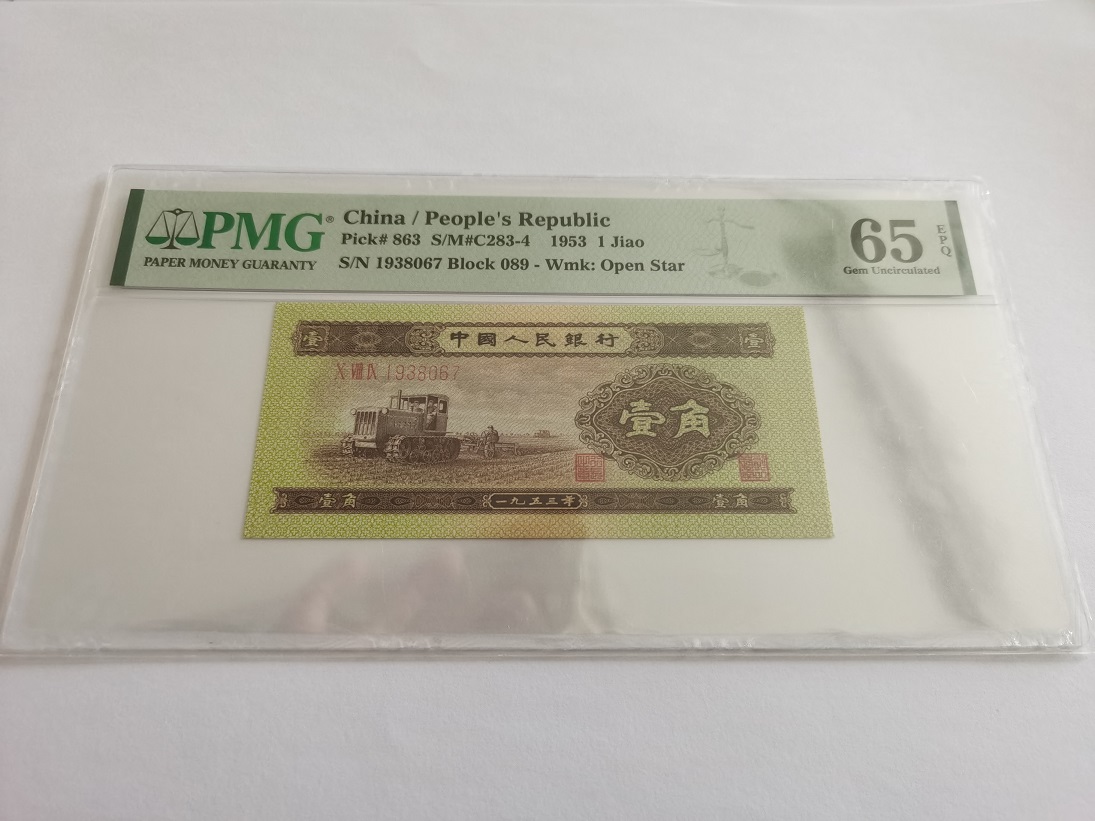 PMG®
PAPER MONEY GUARANTY
China / People's Republic
Pick# 863 S/M#C283-4 1953 1 Jiao
S/N 1938067 Block 089 - Wmk: Open Star
65
EPQ
Gem Uncirculated
壹 中國人民銀行 壹
X VIII IX 1938067
壹角
壹角 一九五三年 壹角